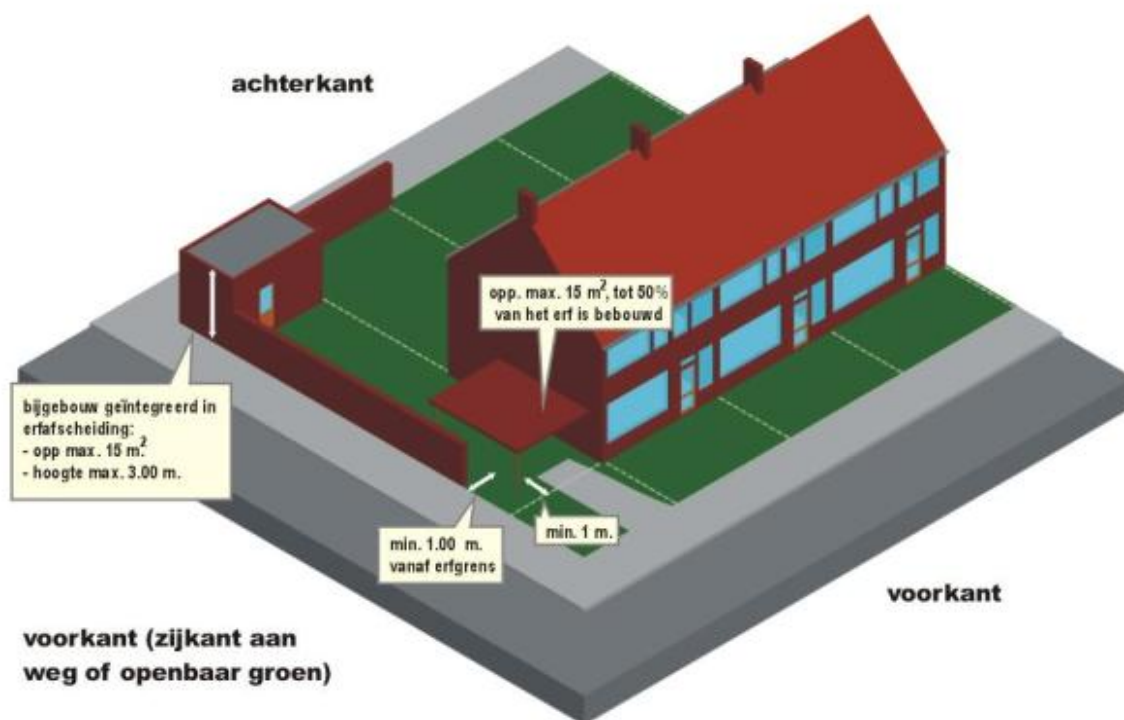 achterkant
opp. max. 15 m², tot 50%
van het erf is bebouwd
bijgebouw geïntegreerd in
erfafscheiding:
- opp max. 15 m.²
- hoogte max. 3.00 m.
min. 1.00 m.
vanaf erfgrens
min. 1 m.
voorkant
voorkant (zijkant aan
weg of openbaar groen)